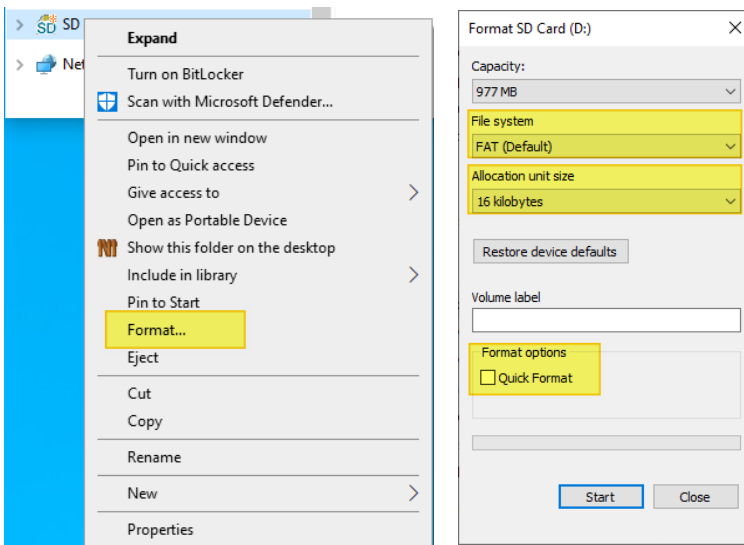 SD
Net
Expand
Turn on BitLocker
Scan with Microsoft Defender...
Open in new window
Pin to Quick access
Give access to
Open as Portable Device
Show this folder on the desktop
Include in library
Pin to Start
Format...
Eject
Cut
Copy
Rename
New
Properties
Format SD Card (D:)
Capacity:
977 MB
File system
FAT (Default)
Allocation unit size
16 kilobytes
Restore device defaults
Volume label
Format options
Quick Format
Start
Close